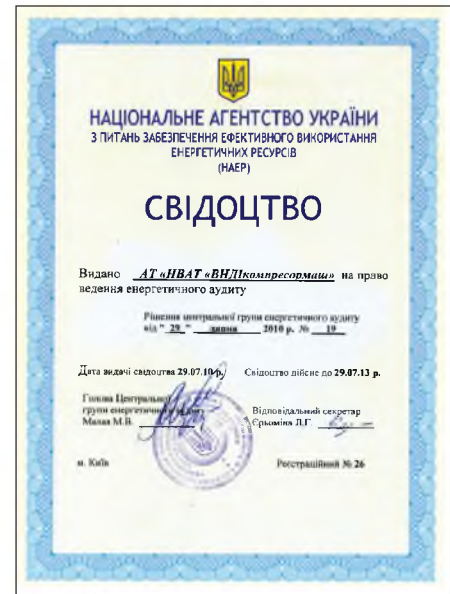 НАЦІОНАЛЬНЕ АГЕНТСТВО УКРАЇНИ
З ПИТАНЬ ЗАБЕЗПЕЧЕННЯ ЕФЕКТИВНОГО ВИКОРИСТАННЯ
ЕНЕРГЕТИЧНИХ РЕСУРСІВ
(НАЕР)
СВІДОЦТВО
Видано АТ «НВАТ «ВНДІкомпресормаш» на право
ведення енергетичного аудиту
Рішення центральної групи енергетичного аудиту
від " 29 " липня 2010 р. № 19
Дата видачі свідоцтва 29.07.10 р. Свідоцтво дійсне до 29.07.13 р.
Голова Центральної
групи енергетичного аудиту
Малая М.В.
Відповідальний секретар
Єрьоміна Л.Г.
м. Київ Реєстраційний № 26